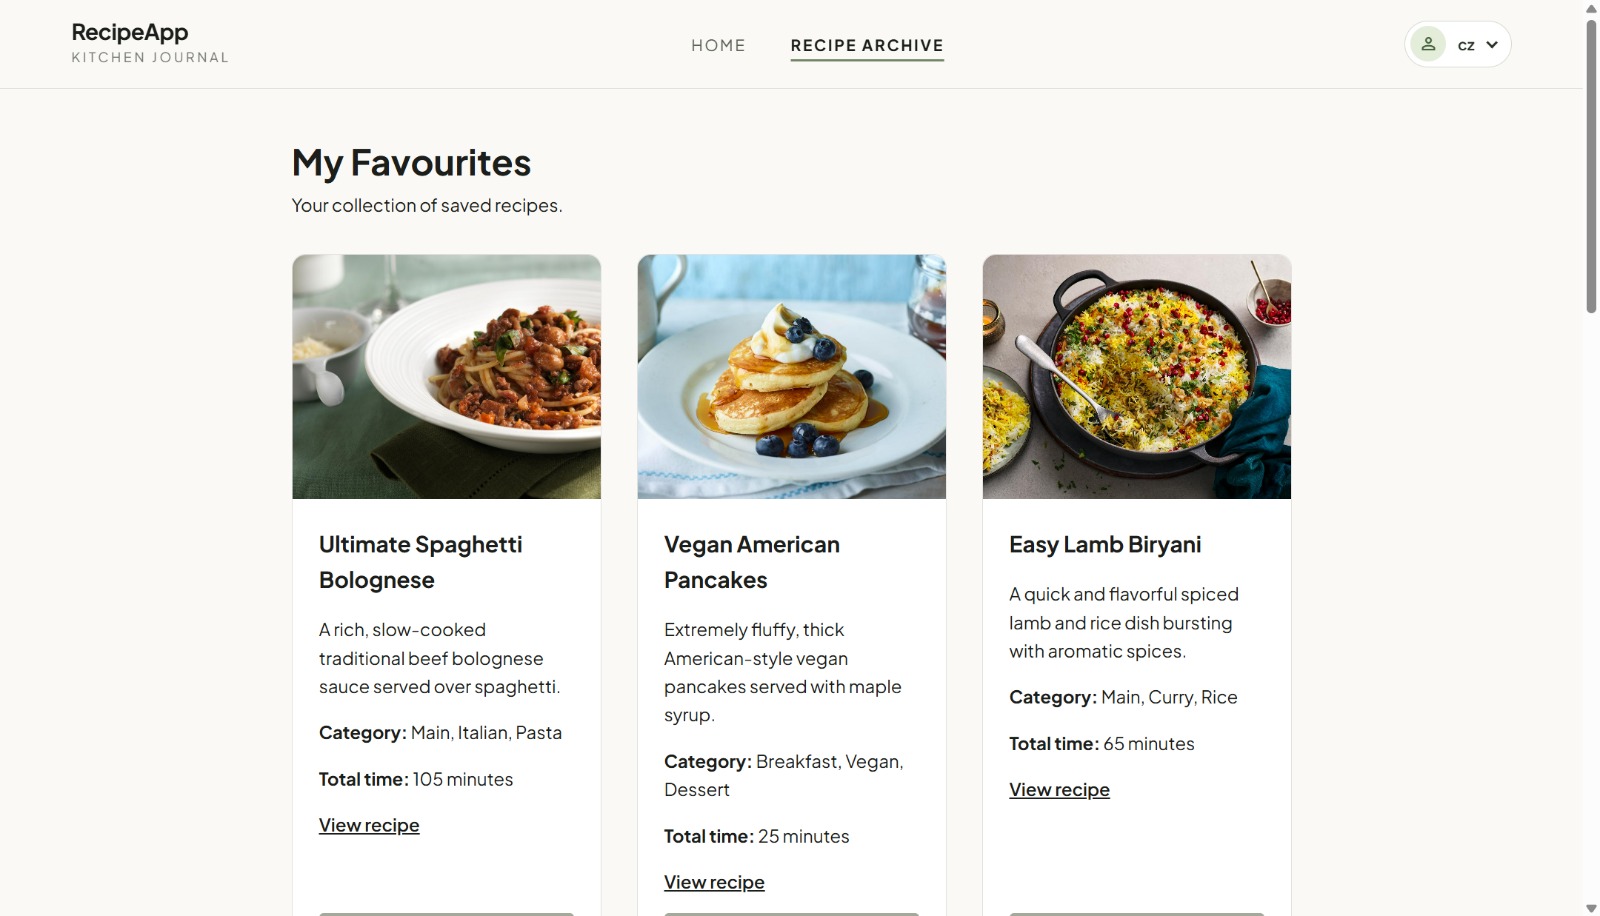 RecipeApp
KITCHEN JOURNAL
HOME
RECIPE ARCHIVE
cz
My Favourites
Your collection of saved recipes.
Ultimate Spaghetti
Bolognese
A rich, slow-cooked
traditional beef bolognese
sauce served over spaghetti.
Category: Main, Italian, Pasta
Total time: 105 minutes
View recipe
Vegan American
Pancakes
Extremely fluffy, thick
American-style vegan
pancakes served with maple
syrup.
Category: Breakfast, Vegan,
Dessert
Total time: 25 minutes
View recipe
Easy Lamb Biryani
A quick and flavorful spiced
lamb and rice dish bursting
with aromatic spices.
Category: Main, Curry, Rice
Total time: 65 minutes
View recipe